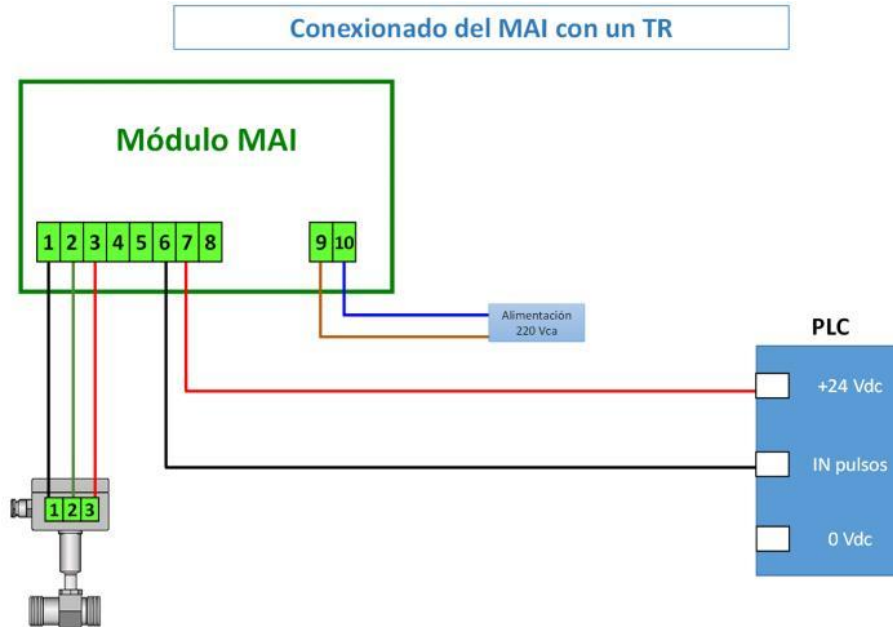 Conexionado del MAI con un TR
Módulo MAI
1 2 3 4 5 6 7 8
9 10
Alimentación
220 Vca
PLC
+24 Vdc
IN pulsos
0 Vdc
1 2 3